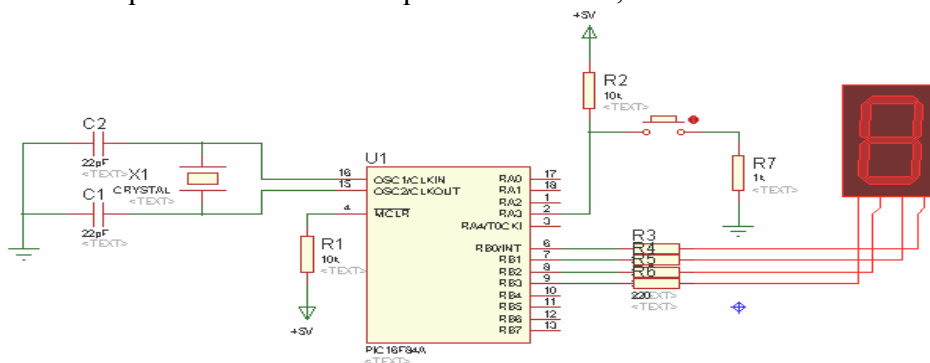 +5V
R2
10k
<TEXT>
C2
22pF
<TEXT>
X1
CRYSTAL
<TEXT>
C1
22pF
<TEXT>
U1
16
OSC1/CLKIN
15
OSC2/CLKOUT
4
MCLR
RA0
17
RA1
18
RA2
1
RA3
2
RA4/T0CKI
3
RB0/INT
6
RB1
7
RB2
8
RB3
9
RB4
10
RB5
11
RB6
12
RB7
13
R7
1k
<TEXT>
R1
10k
<TEXT>
+5V
R3
R4
R5
R6
220
<TEXT>
PIC16F84A
<TEXT>